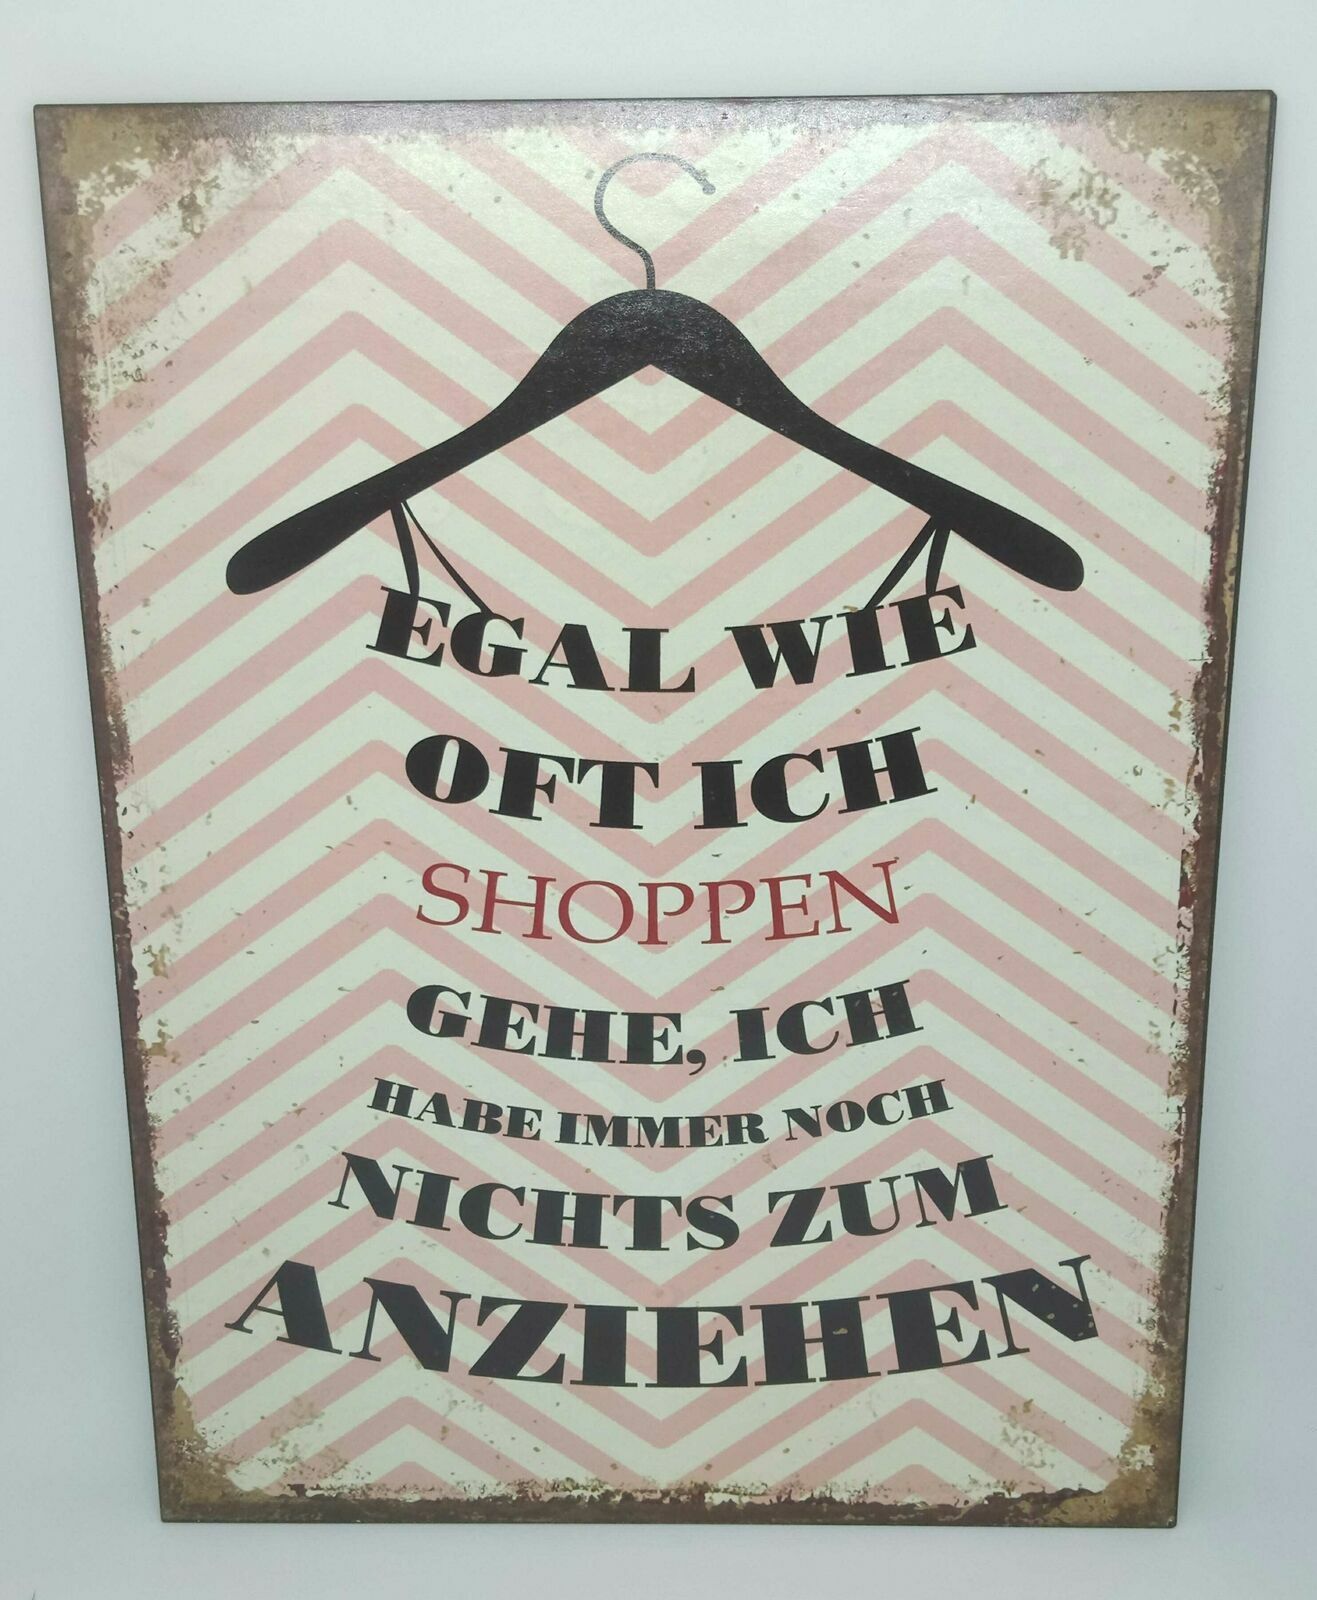 EGAL WIE
OFT ICH
SHOPPEN
GEHE, ICH
HABE IMMER NOCH
NICHTS ZUM
ANZIEHEN